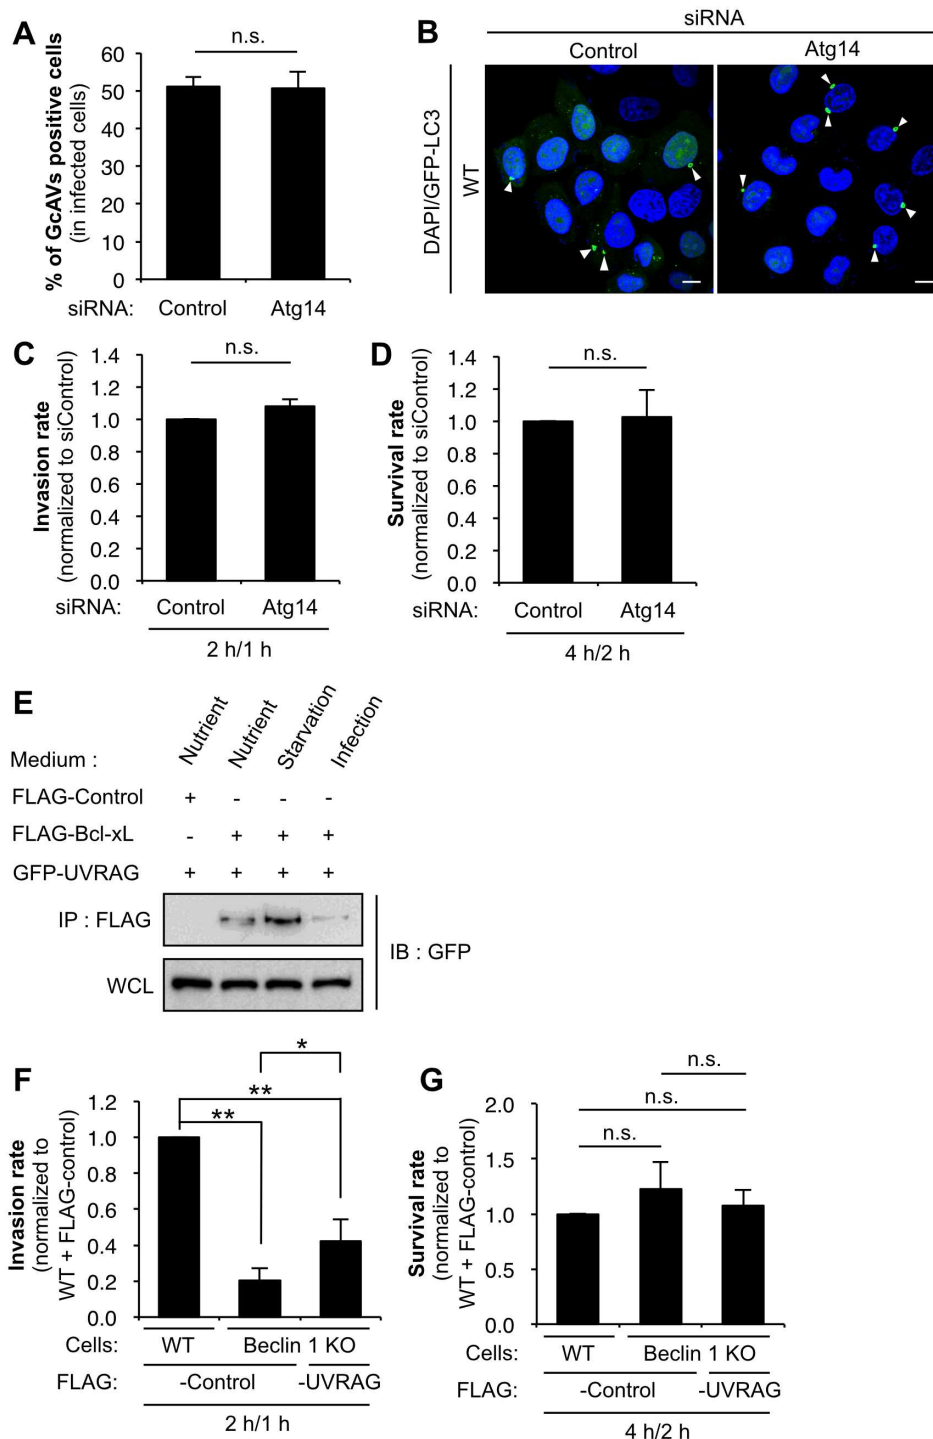 A
% of GcAVs positive cells
(in infected cells)
60
50
40
30
20
10
0
n.s.
siRNA: Control Atg14
B
siRNA
Control Atg14
DAPI/GFP-LC3
WT
C
Invasion rate
(normalized to siControl)
1.4
1.2
1.0
0.8
0.6
0.4
0.2
0.0
n.s.
siRNA: Control Atg14
2 h/1 h
D
Survival rate
(normalized to siControl)
1.4
1.2
1.0
0.8
0.6
0.4
0.2
0.0
n.s.
siRNA: Control Atg14
4 h/2 h
E
Medium : Nutrient Nutrient Starvation Infection
FLAG-Control + - - -
FLAG-Bcl-xL - + + +
GFP-UVRAG + + + +
IP : FLAG
WCL
IB : GFP
F
Invasion rate
(normalized to
WT + FLAG-control)
1.2
1.0
0.8
0.6
0.4
0.2
0.0
*
**
**
Cells: WT Beclin 1 KO
FLAG: -Control -UVRAG
2 h/1 h
G
Survival rate
(normalized to
WT + FLAG-control)
2.0
1.5
1.0
0.5
0.0
n.s.
n.s.
n.s.
Cells: WT Beclin 1 KO
FLAG: -Control -UVRAG
4 h/2 h